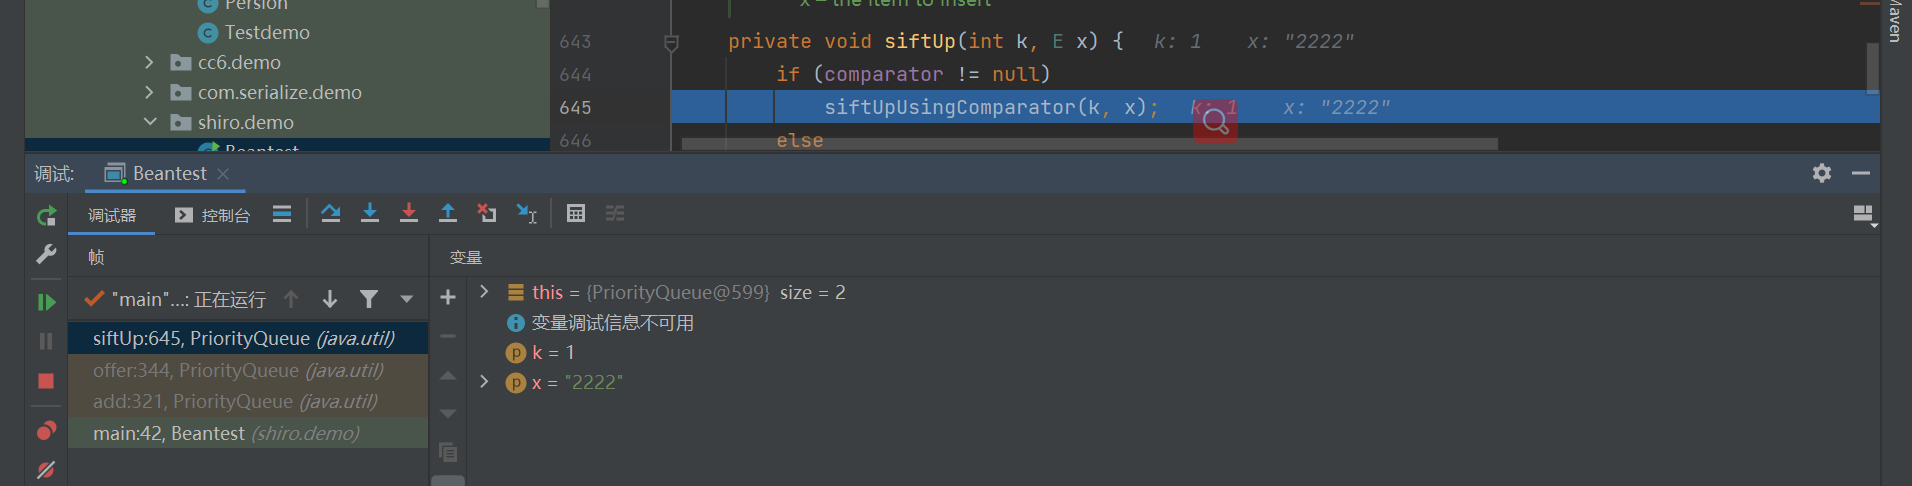 Persion
x – the item to insert
Testdemo
643 private void siftUp(int k, E x) { k: 1 x: "2222"
cc6.demo
644 if (comparator != null)
com.serialize.demo
645 siftUpUsingComparator(k, x); k: 1 x: "2222"
shiro.demo
646 else
Beantest
Maven
调试: Beantest
调试器 控制台
帧 变量
"main"...: 正在运行
this = {PriorityQueue@599} size = 2
变量调试信息不可用
siftUp:645, PriorityQueue (java.util)
k = 1
offer:344, PriorityQueue (java.util)
x = "2222"
add:321, PriorityQueue (java.util)
main:42, Beantest (shiro.demo)